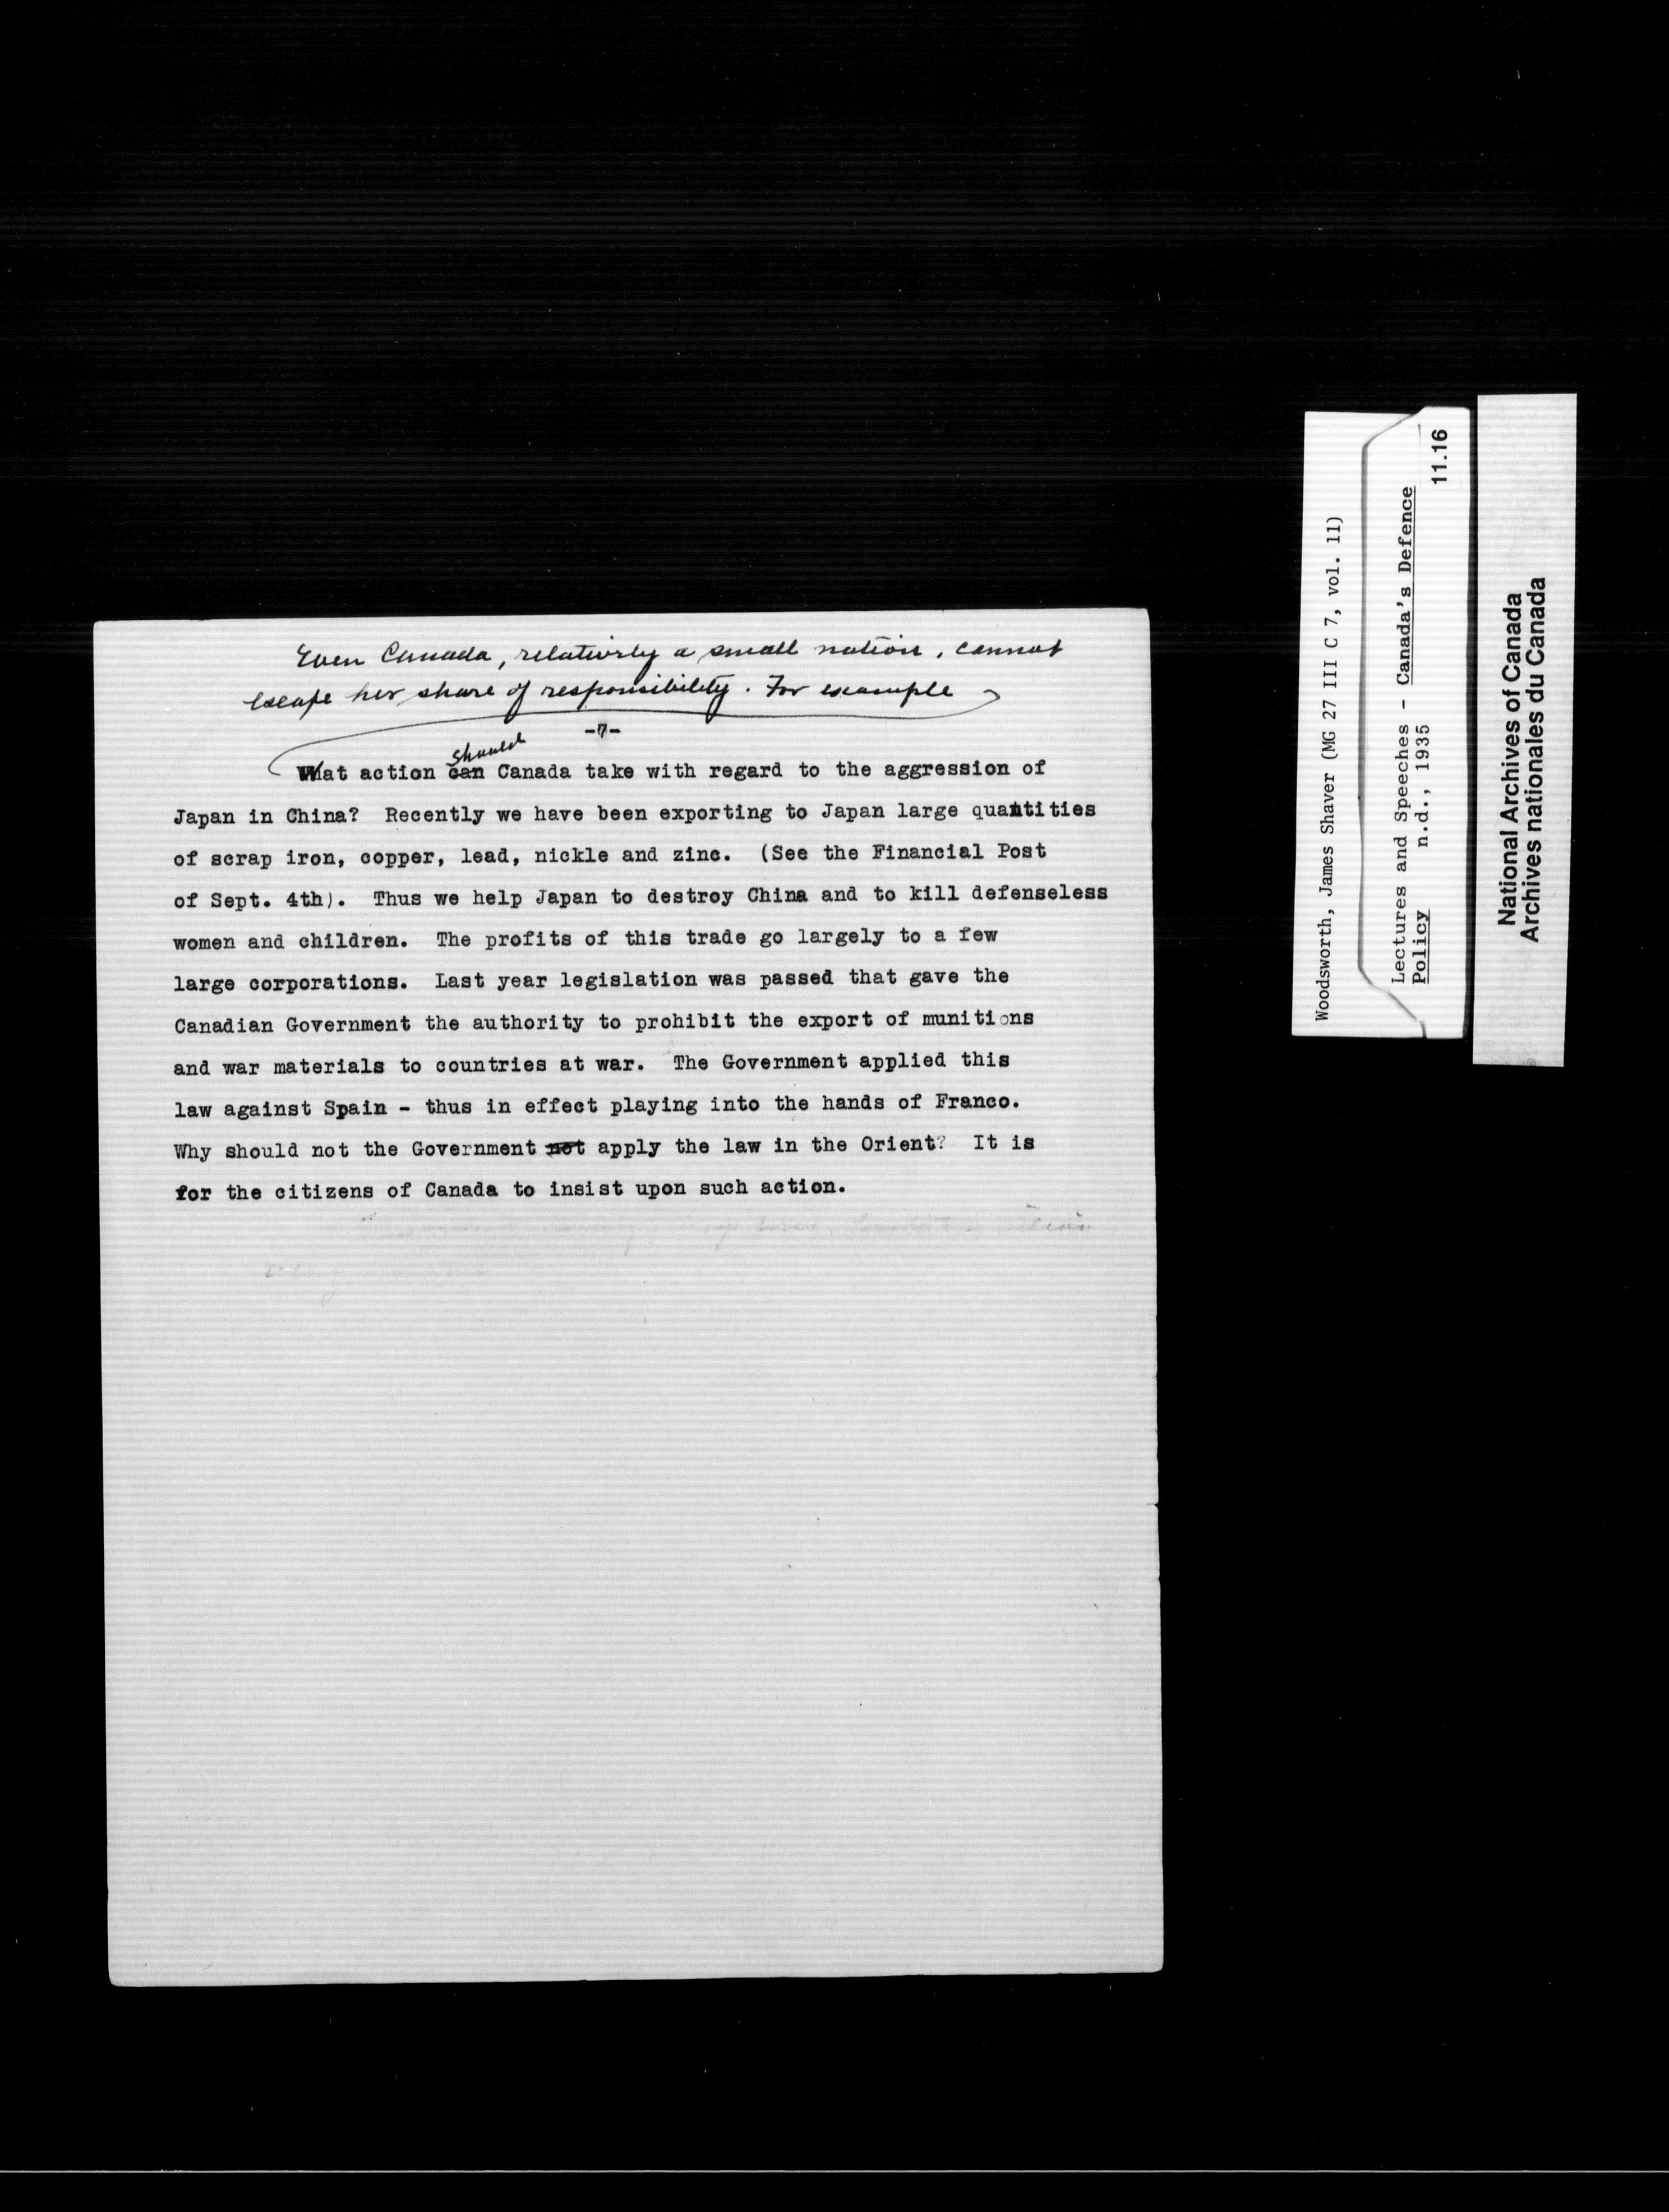 Even Canada, relatively a small nation, cannot
escape her share of responsibility. For example
-7-
should
What action can Canada take with regard to the aggression of
Japan in China? Recently we have been exporting to Japan large quantities
of scrap iron, copper, lead, nickle and zinc. (See the Financial Post
of Sept. 4th). Thus we help Japan to destroy China and to kill defenseless
women and children. The profits of this trade go largely to a few
large corporations. Last year legislation was passed that gave the
Canadian Government the authority to prohibit the export of munitions
and war materials to countries at war. The Government applied this
law against Spain - thus in effect playing into the hands of Franco.
Why should not the Government not apply the law in the Orient? It is
for the citizens of Canada to insist upon such action.
Woodsworth, James Shaver (MG 27 III C 7, vol. 11)
Lectures and Speeches - Canada's Defence
Policy n.d., 1935
11.16
National Archives of Canada
Archives nationales du Canada